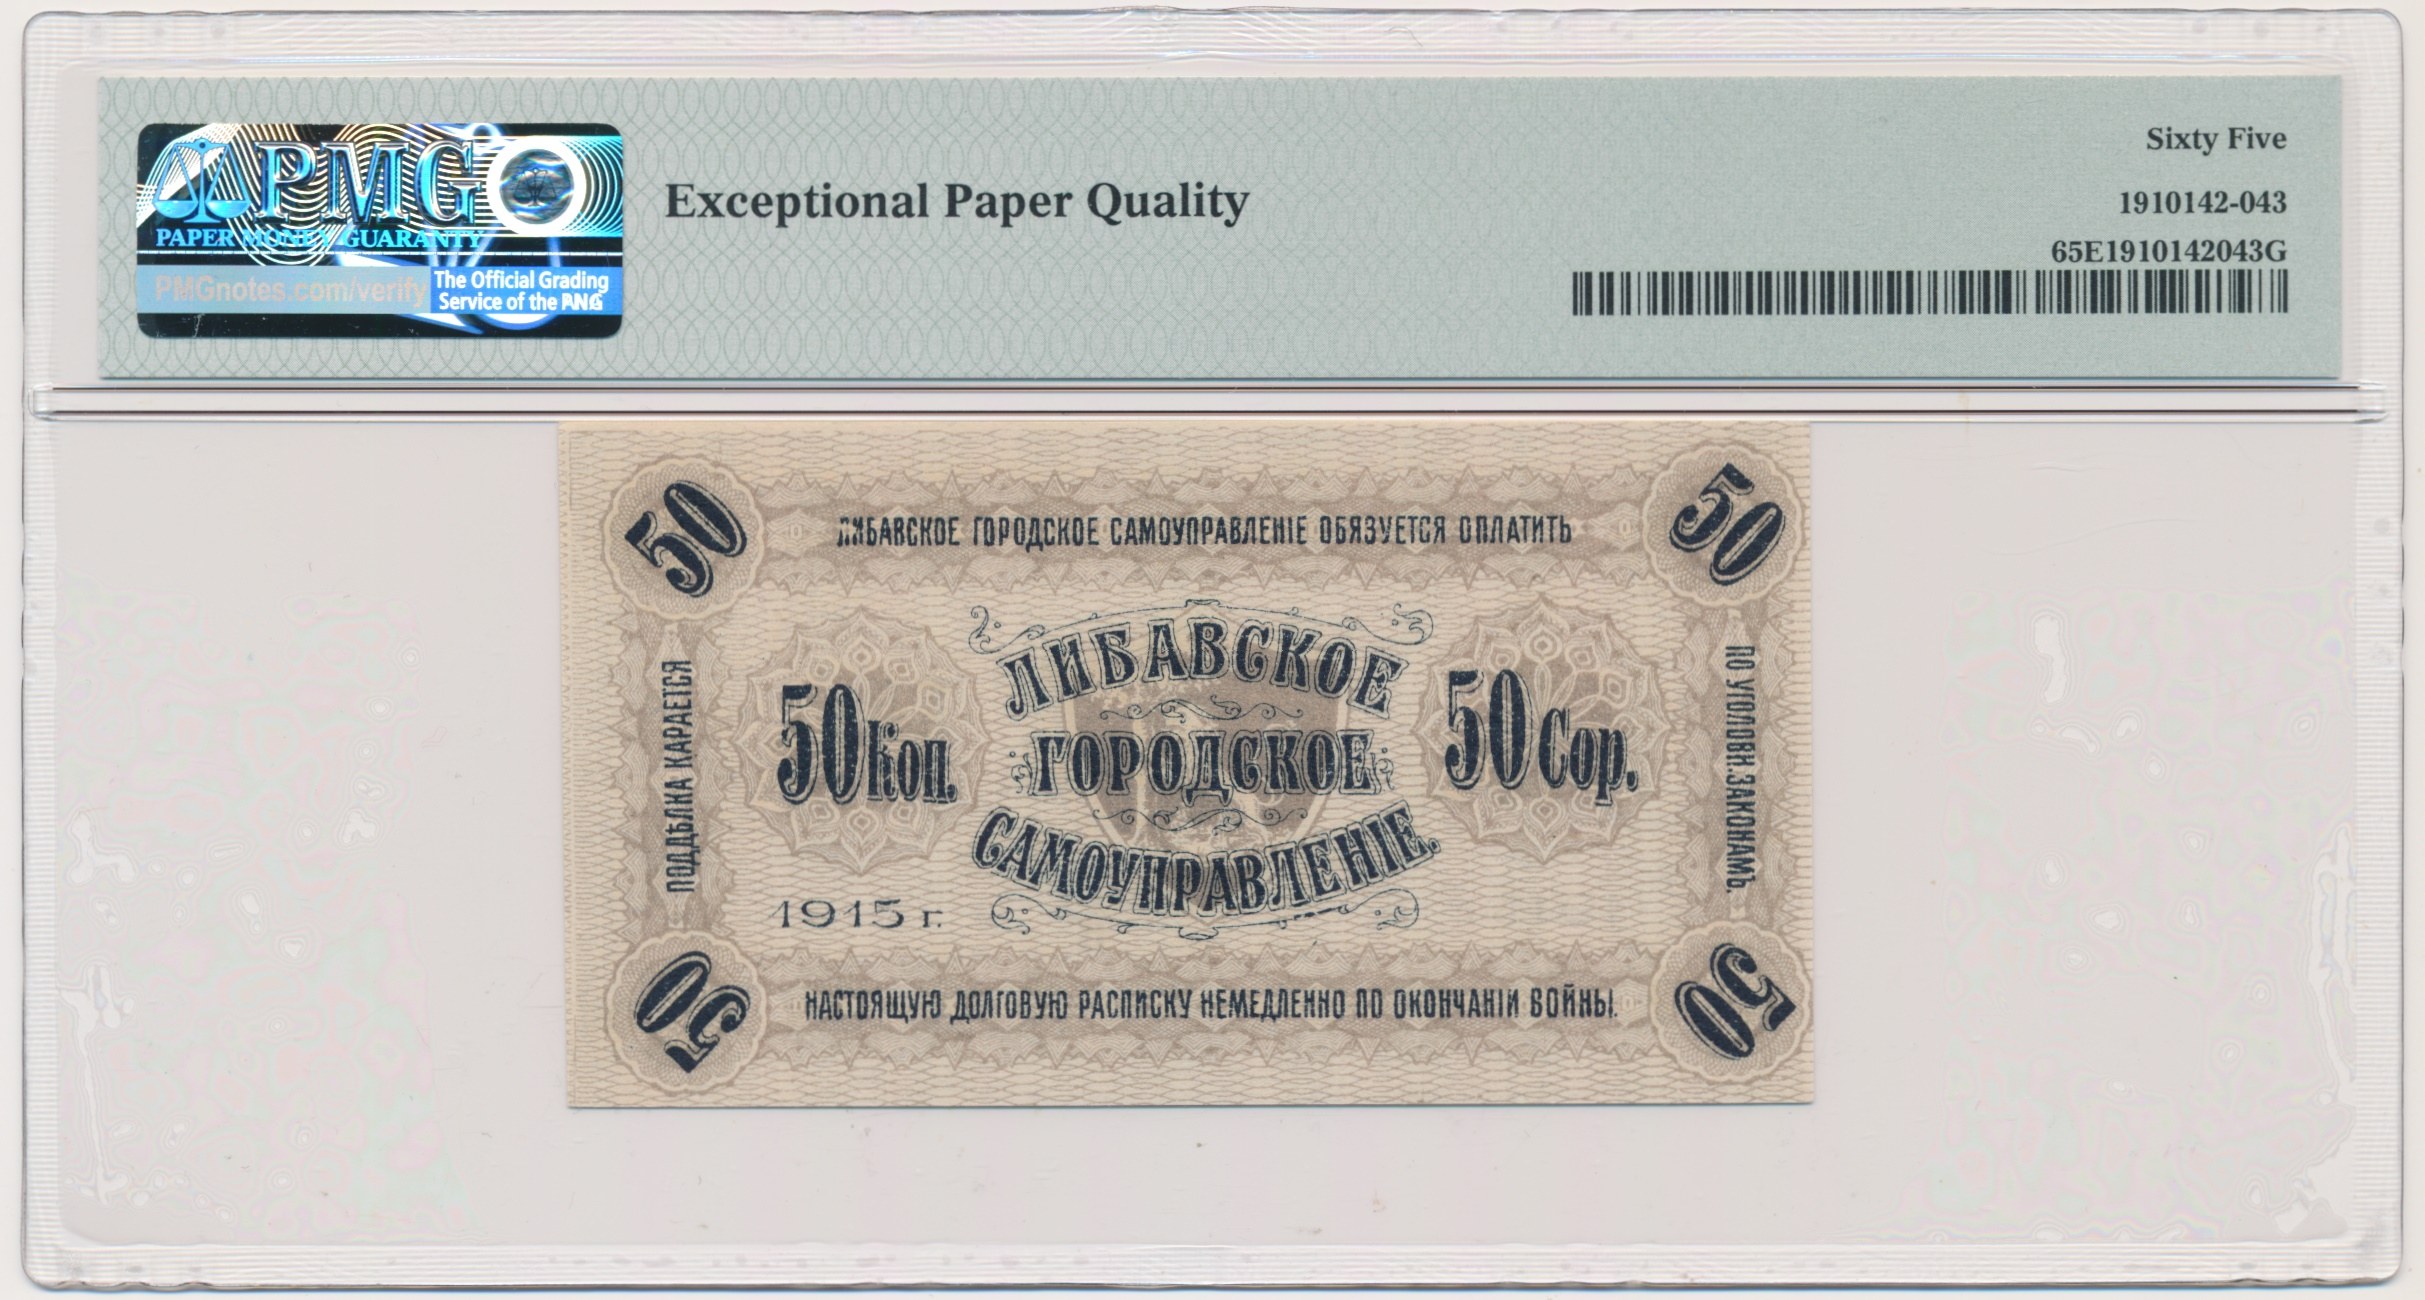 PMG
PAPER MONEY GUARANTY
PMGnotes.com/verify
The Official Grading
Service of the PNG
Exceptional Paper Quality
Sixty Five
1910142-043
65E1910142043G
50
50
ЛИБАВСКОЕ ГОРОДСКОЕ САМОУПРАВЛЕНІЕ ОБЯЗУЕТСЯ ОПЛАТИТЬ
ПОДДѢЛКА КАРАЕТСЯ
ЛИБАВСКОЕ
ГОРОДСКОЕ
САМОУПРАВЛЕНІЕ.
50 Коп.
50 Сор.
ПО УГОЛОВН. ЗАКОНАМЪ.
1915 г.
НАСТОЯЩУЮ ДОЛГОВУЮ РАСПИСКУ НЕМЕДЛЕННО ПО ОКОНЧАНІИ ВОЙНЫ.
50
50